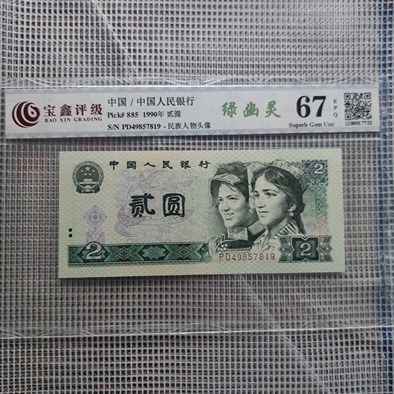 宝鑫评级
BAO XIN GRADING
中国 / 中国人民银行
Pick# 885 1990年 贰圆
S/N PD49857819 - 民族人物头像
绿幽灵
67
EPQ
Superb Gem Unc
中国人民银行
2
贰圆
2
2
PD49857819